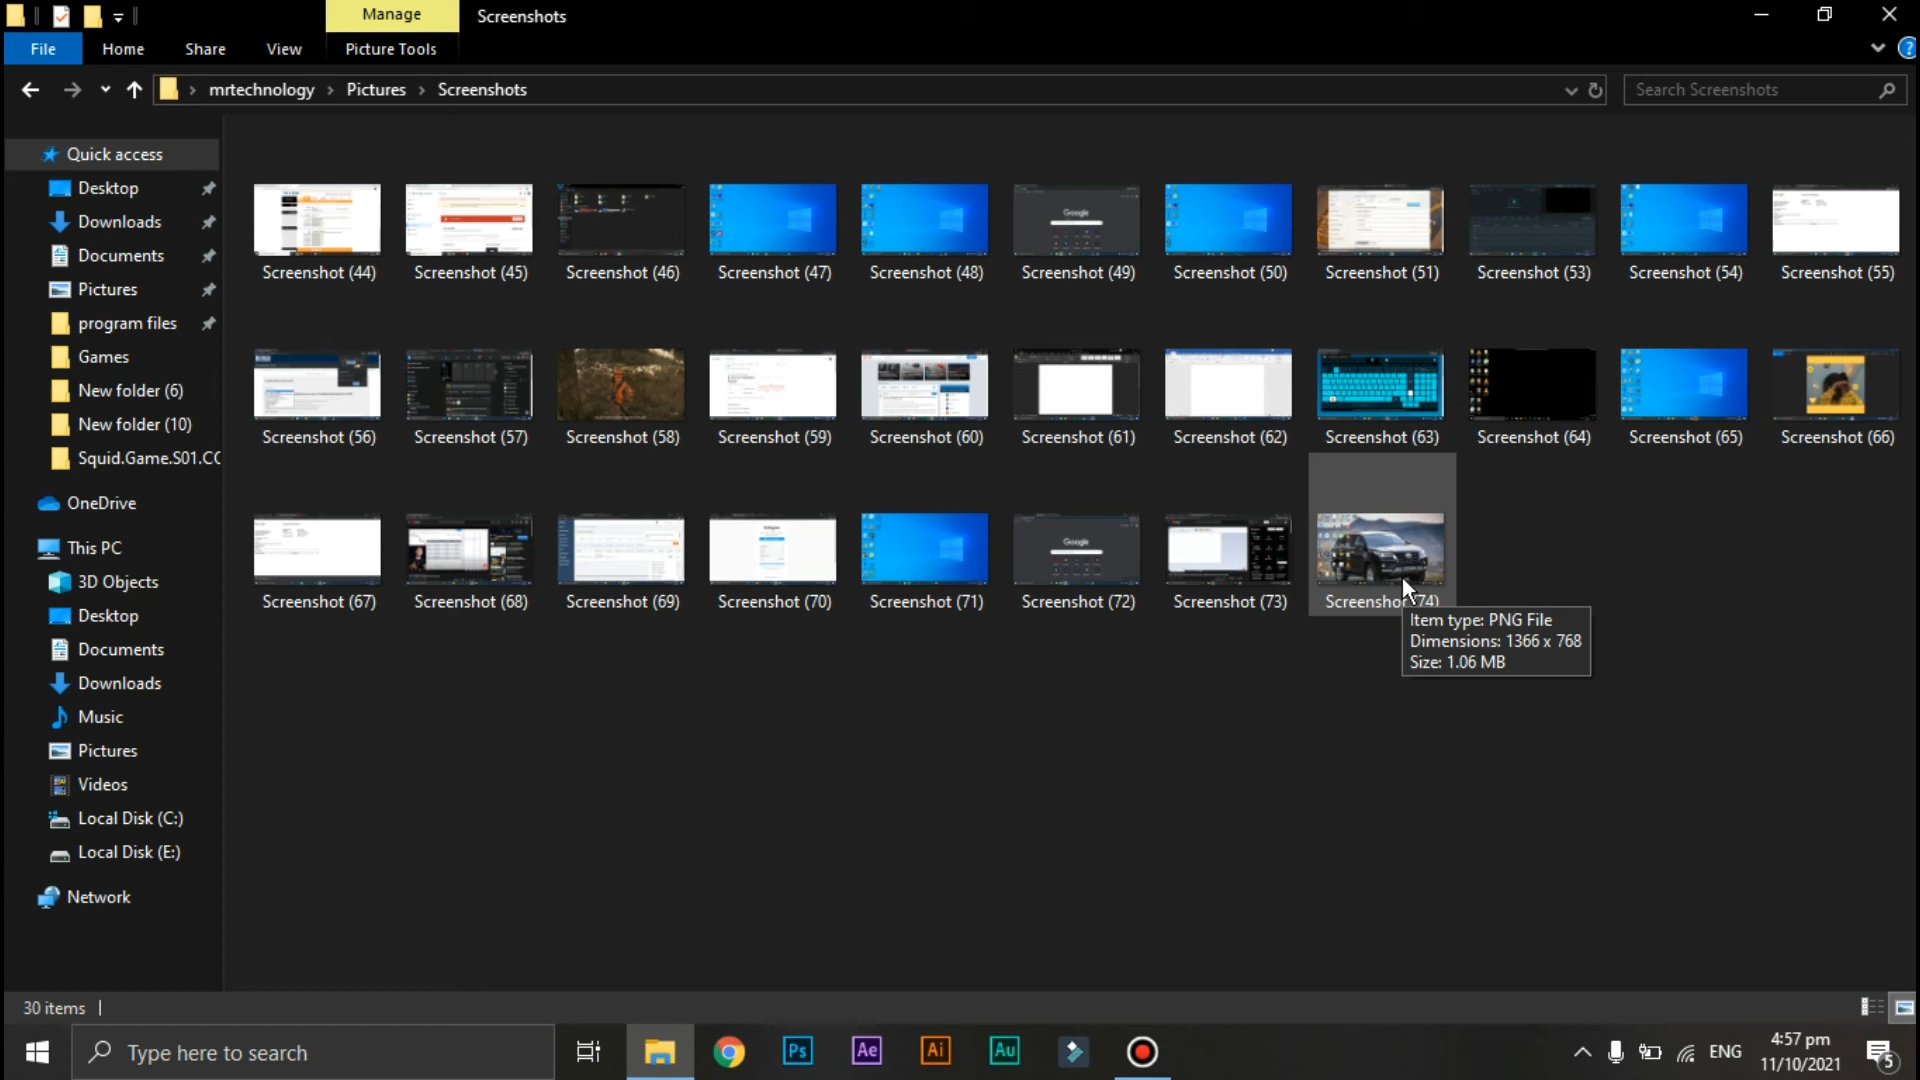 Manage
Screenshots
File
Home
Share
View
Picture Tools
mrtechnology
Pictures
Screenshots
Search Screenshots
Quick access
Desktop
Downloads
Documents
Pictures
program files
Games
New folder (6)
New folder (10)
Squid.Game.S01.CO
OneDrive
This PC
3D Objects
Desktop
Documents
Downloads
Music
Pictures
Videos
Local Disk (C:)
Local Disk (E:)
Network
Screenshot (44)
Screenshot (45)
Screenshot (46)
Screenshot (47)
Screenshot (48)
Google
Screenshot (49)
Screenshot (50)
Screenshot (51)
Screenshot (53)
Screenshot (54)
Screenshot (55)
Screenshot (56)
Screenshot (57)
Screenshot (58)
Screenshot (59)
Screenshot (60)
Screenshot (61)
Screenshot (62)
Screenshot (63)
Screenshot (64)
Screenshot (65)
Screenshot (66)
Screenshot (67)
Screenshot (68)
Screenshot (69)
Screenshot (70)
Screenshot (71)
Google
Screenshot (72)
Screenshot (73)
Screenshot (74)
Item type: PNG File
Dimensions: 1366 x 768
Size: 1.06 MB
30 items
Type here to search
Ps
Ae
Ai
Au
ENG
4:57 pm
11/10/2021
5